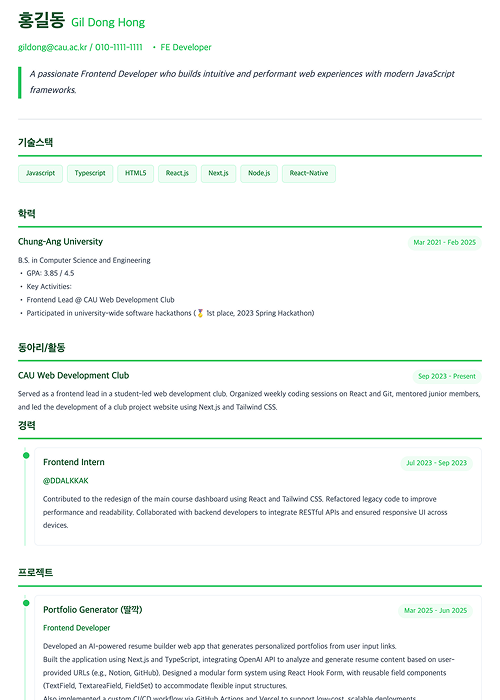 홍길동 Gil Dong Hong
gildong@cau.ac.kr / 010-1111-1111 • FE Developer
A passionate Frontend Developer who builds intuitive and performant web experiences with modern JavaScript
frameworks.
기술스택
Javascript Typescript HTML5 React.js Next.js Node.js React-Native
학력
Chung-Ang University Mar 2021 - Feb 2025
B.S. in Computer Science and Engineering
• GPA: 3.85 / 4.5
• Key Activities:
• Frontend Lead @ CAU Web Development Club
• Participated in university-wide software hackathons (🏅 1st place, 2023 Spring Hackathon)
동아리/활동
CAU Web Development Club Sep 2023 - Present
Served as a frontend lead in a student-led web development club. Organized weekly coding sessions on React and Git, mentored junior members,
and led the development of a club project website using Next.js and Tailwind CSS.
경력
Frontend Intern Jul 2023 - Sep 2023
@DDALKKAK
Contributed to the redesign of the main course dashboard using React and Tailwind CSS. Refactored legacy code to improve
performance and readability. Collaborated with backend developers to integrate RESTful APIs and ensured responsive UI across
devices.
프로젝트
Portfolio Generator (딸깍) Mar 2025 - Jun 2025
Frontend Developer
Developed an AI-powered resume builder web app that generates personalized portfolios from user input links.
Built the application using Next.js and TypeScript, integrating OpenAI API to analyze and generate resume content based on user-
provided URLs (e.g., Notion, GitHub). Designed a modular form system using React Hook Form, with reusable field components
(TextField, TextareaField, FieldSet) to accommodate flexible input structures.
Also implemented a custom CI/CD workflow via GitHub Actions and Vercel to support low-cost, scalable deployments.